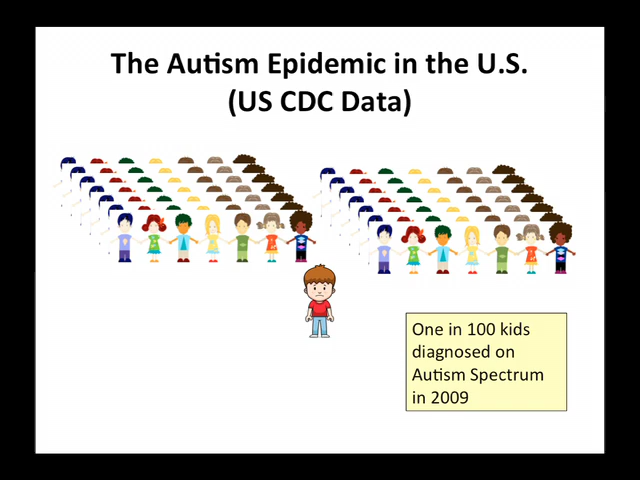 The Autism Epidemic in the U.S.
(US CDC Data)
One in 100 kids
diagnosed on
Autism Spectrum
in 2009